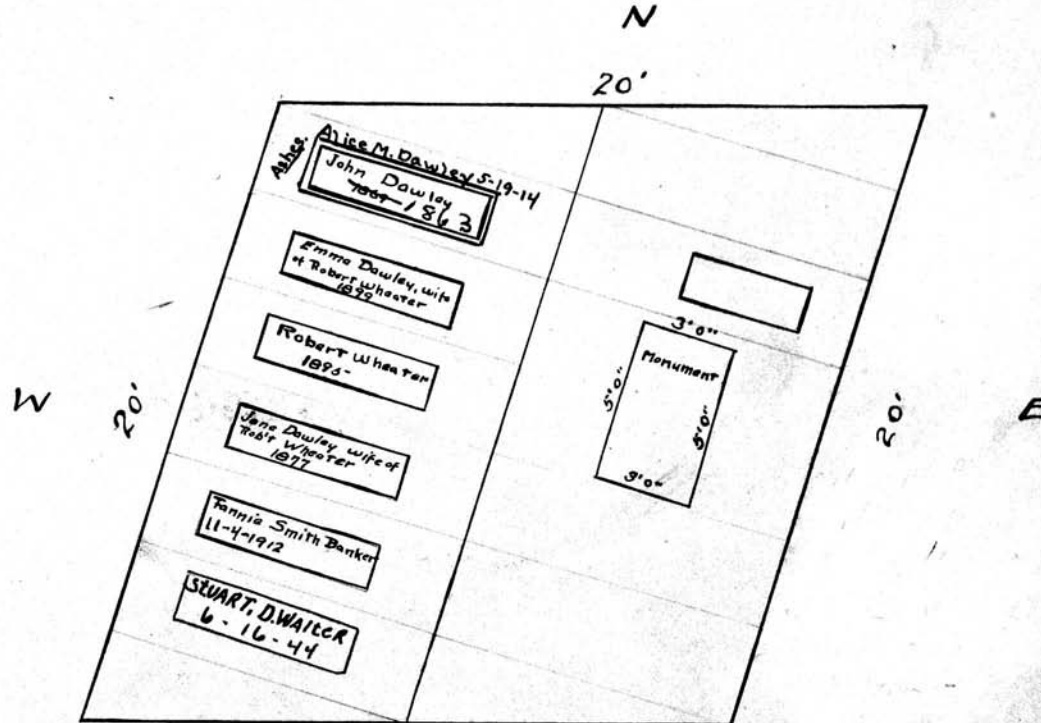 N
20'
Ashes.
Alice M. Dawley 5-19-14
John Dawley
1869 1863
Emma Dawley, wife
of Robert Wheater
1899
Robert Wheater
1895
Jane Dawley wife of
Rob't Wheater
1877
Fannie Smith Banker
11-4-1912
STUART. D. WALTER
6-16-44
3'0"
Monument
5'0"
5'0"
3'0"
W
20'
20'
E